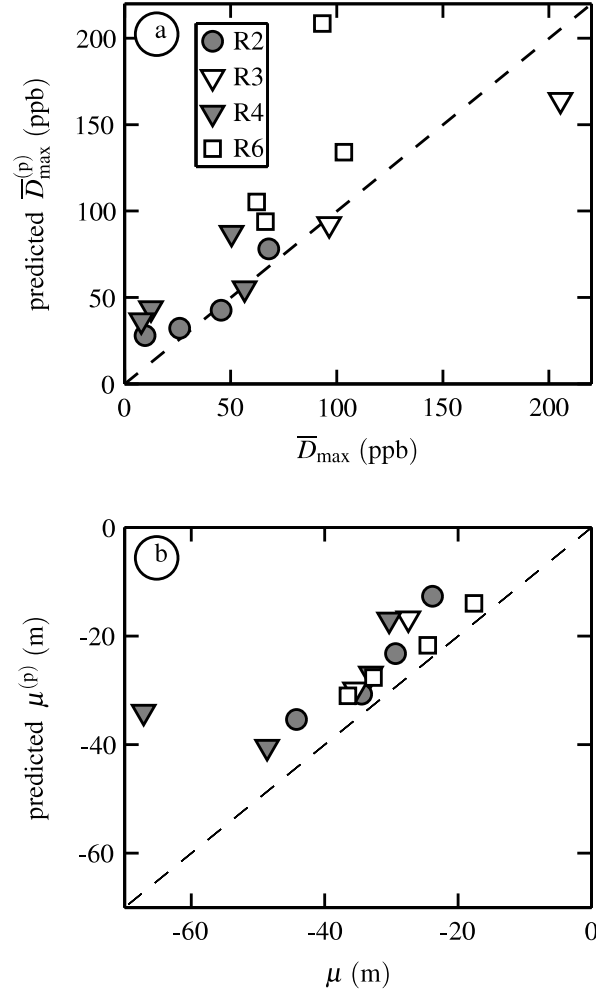 a
R2
R3
R4
R6
200
150
100
50
0
predicted D̅(p)max (ppb)
0 50 100 150 200
D̅max (ppb)
b
0
-20
-40
-60
predicted μ(p) (m)
-60 -40 -20 0
μ (m)